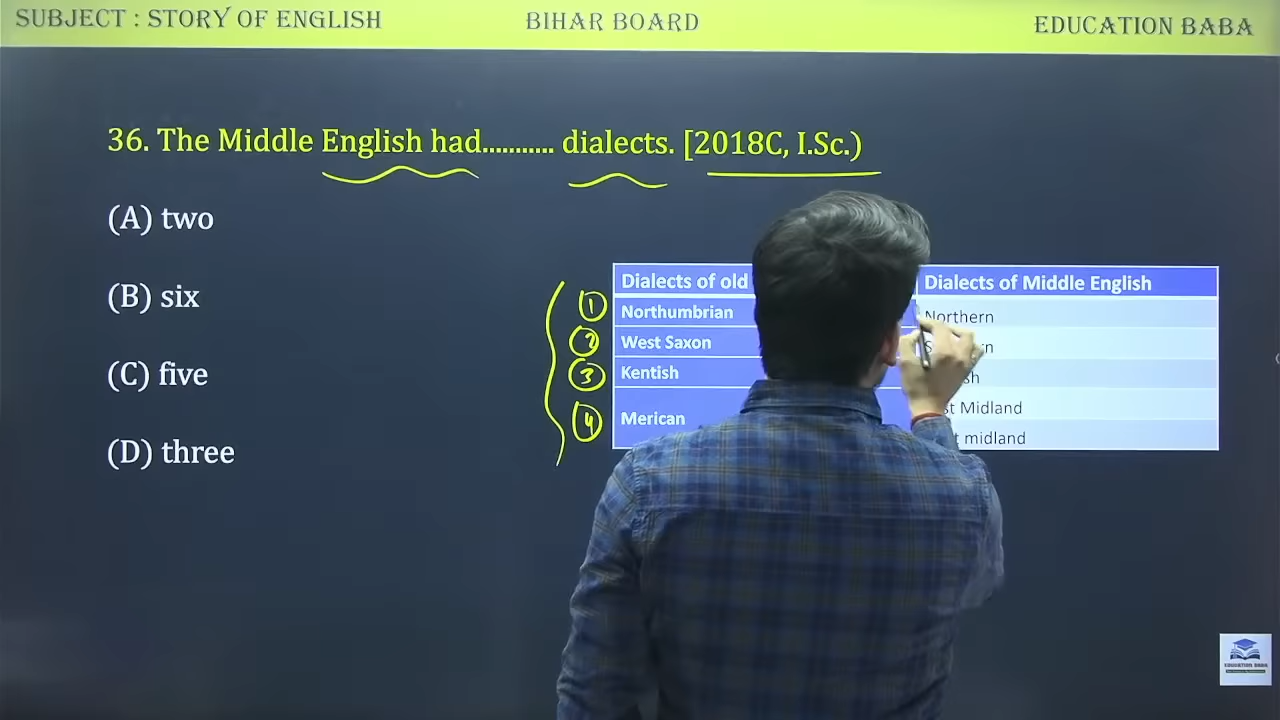 SUBJECT : STORY OF ENGLISH
BIHAR BOARD
EDUCATION BABA
36. The Middle English had........... dialects. [2018C, I.Sc.)
(A) two
(B) six
(C) five
(D) three
Dialects of old
Dialects of Middle English
1 Northumbrian
Northern
2 West Saxon
3 Kentish
4 Merican
Midland
midland
EDUCATION BABA